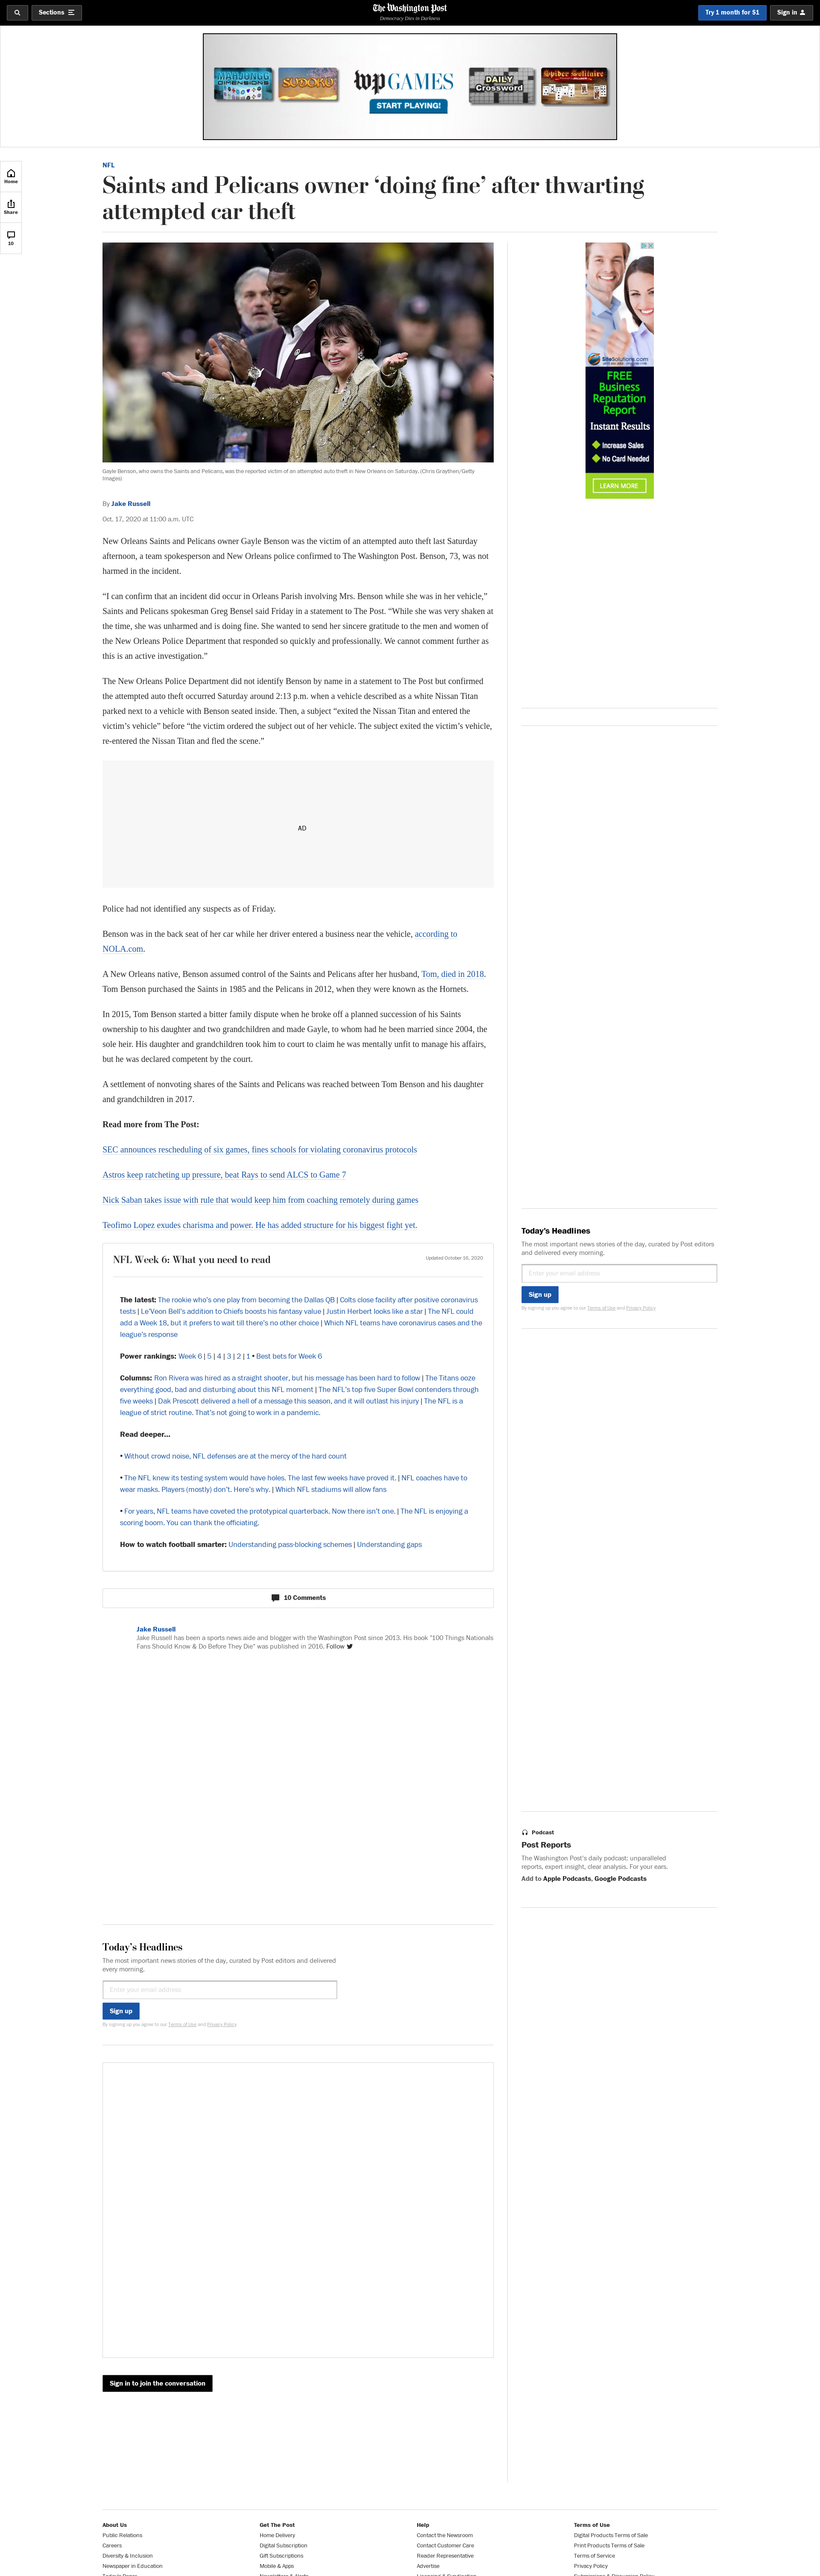 Sections
The Washington Post
Democracy Dies in Darkness
Try 1 month for $1
Sign in
MAHJONGG
DIMENSIONS
SUDOKU
wp GAMES
START PLAYING!
DAILY
Crossword
Spider Solitaire
Home
Share
10
NFL
Saints and Pelicans owner ‘doing fine’ after thwarting
attempted car theft
Gayle Benson, who owns the Saints and Pelicans, was the reported victim of an attempted auto theft in New Orleans on Saturday. (Chris Graythen/Getty
Images)
By Jake Russell
Oct. 17, 2020 at 11:00 a.m. UTC
New Orleans Saints and Pelicans owner Gayle Benson was the victim of an attempted auto theft last Saturday
afternoon, a team spokesperson and New Orleans police confirmed to The Washington Post. Benson, 73, was not
harmed in the incident.
“I can confirm that an incident did occur in Orleans Parish involving Mrs. Benson while she was in her vehicle,”
Saints and Pelicans spokesman Greg Bensel said Friday in a statement to The Post. “While she was very shaken at
the time, she was unharmed and is doing fine. She wanted to send her sincere gratitude to the men and women of
the New Orleans Police Department that responded so quickly and professionally. We cannot comment further as
this is an active investigation.”
The New Orleans Police Department did not identify Benson by name in a statement to The Post but confirmed
the attempted auto theft occurred Saturday around 2:13 p.m. when a vehicle described as a white Nissan Titan
parked next to a vehicle with Benson seated inside. Then, a subject “exited the Nissan Titan and entered the
victim’s vehicle” before “the victim ordered the subject out of her vehicle. The subject exited the victim’s vehicle,
re-entered the Nissan Titan and fled the scene.”
AD
Police had not identified any suspects as of Friday.
Benson was in the back seat of her car while her driver entered a business near the vehicle, according to
NOLA.com.
A New Orleans native, Benson assumed control of the Saints and Pelicans after her husband, Tom, died in 2018.
Tom Benson purchased the Saints in 1985 and the Pelicans in 2012, when they were known as the Hornets.
In 2015, Tom Benson started a bitter family dispute when he broke off a planned succession of his Saints
ownership to his daughter and two grandchildren and made Gayle, to whom had he been married since 2004, the
sole heir. His daughter and grandchildren took him to court to claim he was mentally unfit to manage his affairs,
but he was declared competent by the court.
A settlement of nonvoting shares of the Saints and Pelicans was reached between Tom Benson and his daughter
and grandchildren in 2017.
Read more from The Post:
SEC announces rescheduling of six games, fines schools for violating coronavirus protocols
Astros keep ratcheting up pressure, beat Rays to send ALCS to Game 7
Nick Saban takes issue with rule that would keep him from coaching remotely during games
Teofimo Lopez exudes charisma and power. He has added structure for his biggest fight yet.
NFL Week 6: What you need to read
Updated October 16, 2020
The latest: The rookie who’s one play from becoming the Dallas QB | Colts close facility after positive coronavirus
tests | Le’Veon Bell’s addition to Chiefs boosts his fantasy value | Justin Herbert looks like a star | The NFL could
add a Week 18, but it prefers to wait till there’s no other choice | Which NFL teams have coronavirus cases and the
league’s response
Power rankings: Week 6 | 5 | 4 | 3 | 2 | 1 • Best bets for Week 6
Columns: Ron Rivera was hired as a straight shooter, but his message has been hard to follow | The Titans ooze
everything good, bad and disturbing about this NFL moment | The NFL’s top five Super Bowl contenders through
five weeks | Dak Prescott delivered a hell of a message this season, and it will outlast his injury | The NFL is a
league of strict routine. That’s not going to work in a pandemic.
Read deeper...
• Without crowd noise, NFL defenses are at the mercy of the hard count
• The NFL knew its testing system would have holes. The last few weeks have proved it. | NFL coaches have to
wear masks. Players (mostly) don’t. Here’s why. | Which NFL stadiums will allow fans
• For years, NFL teams have coveted the prototypical quarterback. Now there isn’t one. | The NFL is enjoying a
scoring boom. You can thank the officiating.
How to watch football smarter: Understanding pass-blocking schemes | Understanding gaps
10 Comments
Jake Russell
Jake Russell has been a sports news aide and blogger with the Washington Post since 2013. His book "100 Things Nationals
Fans Should Know & Do Before They Die" was published in 2016. Follow
Today’s Headlines
The most important news stories of the day, curated by Post editors and delivered
every morning.
Enter your email address
Sign up
By signing up you agree to our Terms of Use and Privacy Policy
Sign in to join the conversation
SiteSolutions.com
FREE
Business
Reputation
Report
Instant Results
Increase Sales
No Card Needed
LEARN MORE
Today’s Headlines
The most important news stories of the day, curated by Post editors
and delivered every morning.
Enter your email address
Sign up
By signing up you agree to our Terms of Use and Privacy Policy
Podcast
Post Reports
The Washington Post’s daily podcast: unparalleled
reports, expert insight, clear analysis. For your ears.
Add to Apple Podcasts, Google Podcasts
About Us
Public Relations
Careers
Diversity & Inclusion
Newspaper in Education
Today's Paper
Get The Post
Home Delivery
Digital Subscription
Gift Subscriptions
Mobile & Apps
Newsletters & Alerts
Help
Contact the Newsroom
Contact Customer Care
Reader Representative
Advertise
Licensing & Syndication
Terms of Use
Digital Products Terms of Sale
Print Products Terms of Sale
Terms of Service
Privacy Policy
Submissions & Discussion Policy